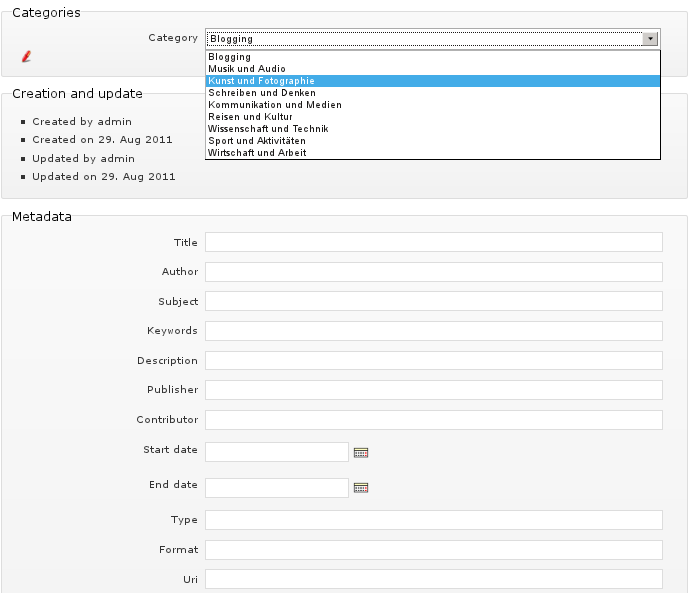 Categories
Category Blogging
Blogging
Musik und Audio
Kunst und Fotographie
Schreiben und Denken
Kommunikation und Medien
Reisen und Kultur
Wissenschaft und Technik
Sport und Aktivitäten
Wirtschaft und Arbeit
Creation and update
Created by admin
Created on 29. Aug 2011
Updated by admin
Updated on 29. Aug 2011
Metadata
Title
Author
Subject
Keywords
Description
Publisher
Contributor
Start date
End date
Type
Format
Uri